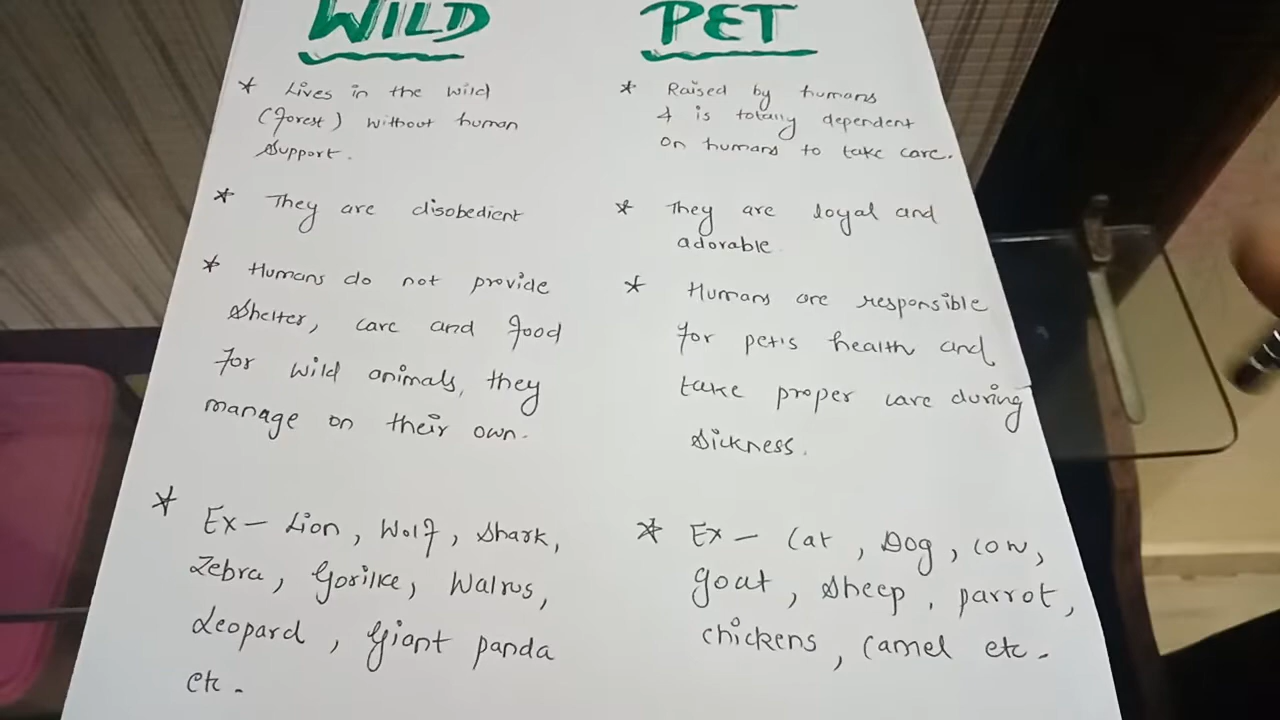 WILD
* Lives in the wild
(forest) without human
support.
* They are disobedient
* Humans do not provide
shelter, care and food
for wild animals, they
manage on their own.
* Ex- Lion, Wolf, Shark,
Zebra, Gorilke, Walrus,
Leopard, Giant panda
etc.
PET
* Raised by humans
& is totally dependent
on humans to take care.
* They are loyal and
adorable.
* Humans are responsible
for pet's health and
take proper care during
sickness.
* Ex- Cat, Dog, cow,
goat, sheep, parrot,
chickens, camel etc.